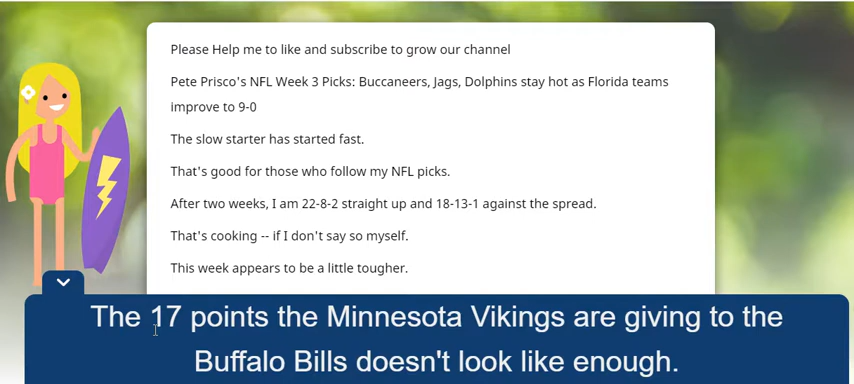 Please Help me to like and subscribe to grow our channel
Pete Prisco's NFL Week 3 Picks: Buccaneers, Jags, Dolphins stay hot as Florida teams
improve to 9-0
The slow starter has started fast.
That's good for those who follow my NFL picks.
After two weeks, I am 22-8-2 straight up and 18-13-1 against the spread.
That's cooking -- if I don't say so myself.
This week appears to be a little tougher.
The 17 points the Minnesota Vikings are giving to the
Buffalo Bills doesn't look like enough.